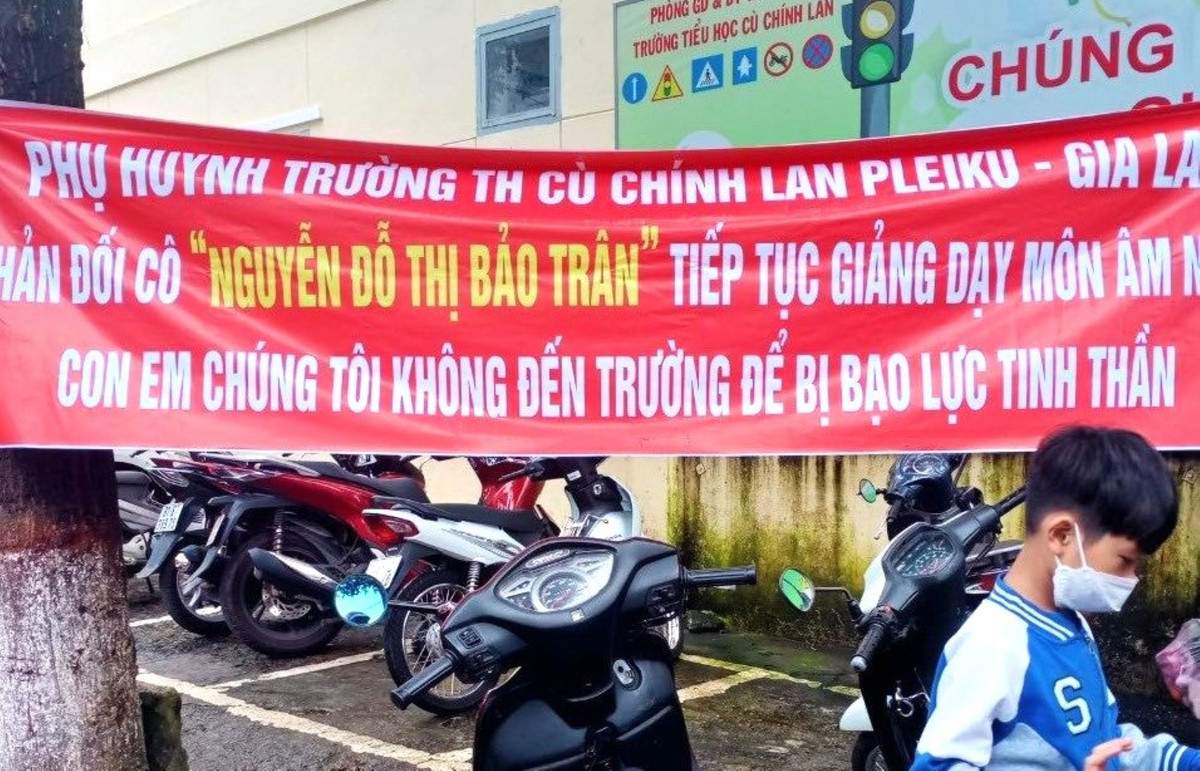 PHÒNG GD & ĐT
TRƯỜNG TIỂU HỌC CÙ CHÍNH LAN
CHÚNG
PHỤ HUYNH TRƯỜNG TH CÙ CHÍNH LAN PLEIKU - GIA LA
HẢN ĐỐI CÔ "NGUYỄN ĐỖ THỊ BẢO TRÂN" TIẾP TỤC GIẢNG DẠY MÔN ÂM N
CON EM CHÚNG TÔI KHÔNG ĐẾN TRƯỜNG ĐỂ BỊ BẠO LỰC TINH THẦN
S